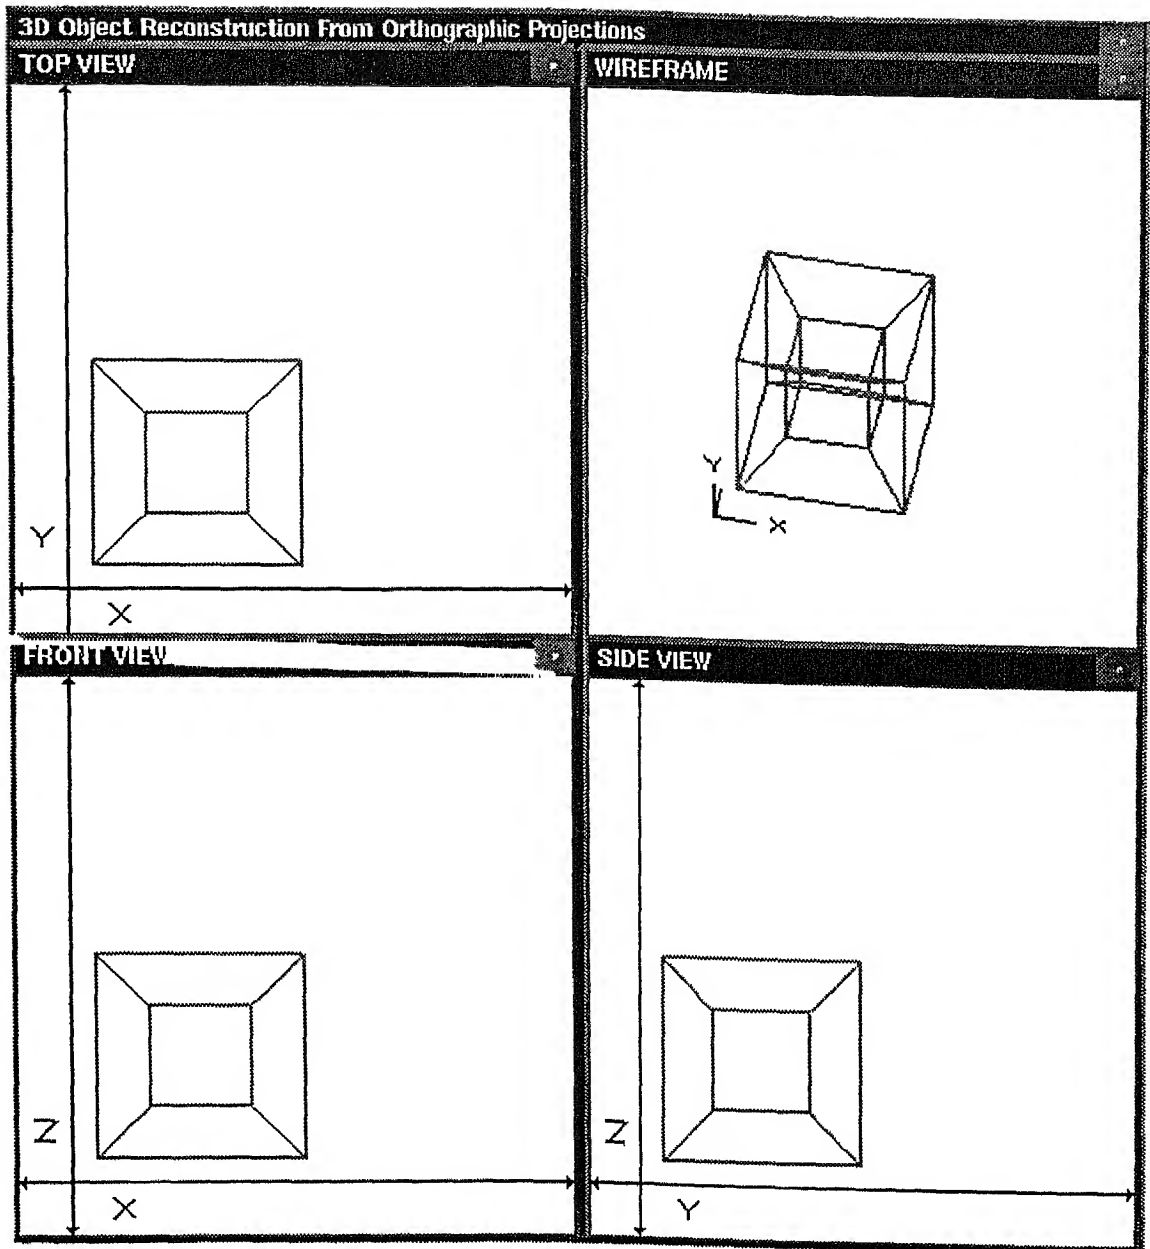 3D Object Reconstruction From Orthographic Projections
TOP VIEW
WIREFRAME
Y
X
Y
X
FRONT VIEW
SIDE VIEW
Z
X
Z
Y